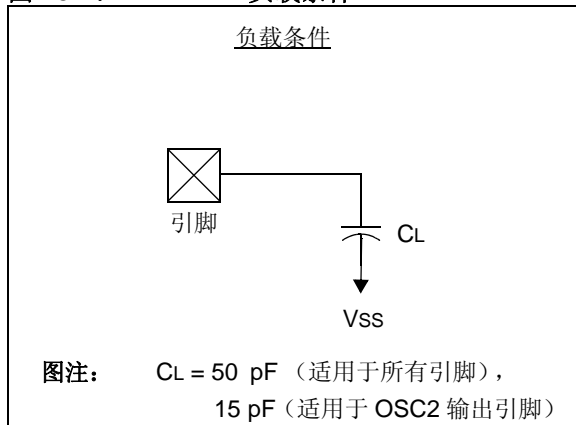 负载条件
引脚
CL
VSS
图注： CL = 50 pF （适用于所有引脚），
15 pF（适用于 OSC2 输出引脚）